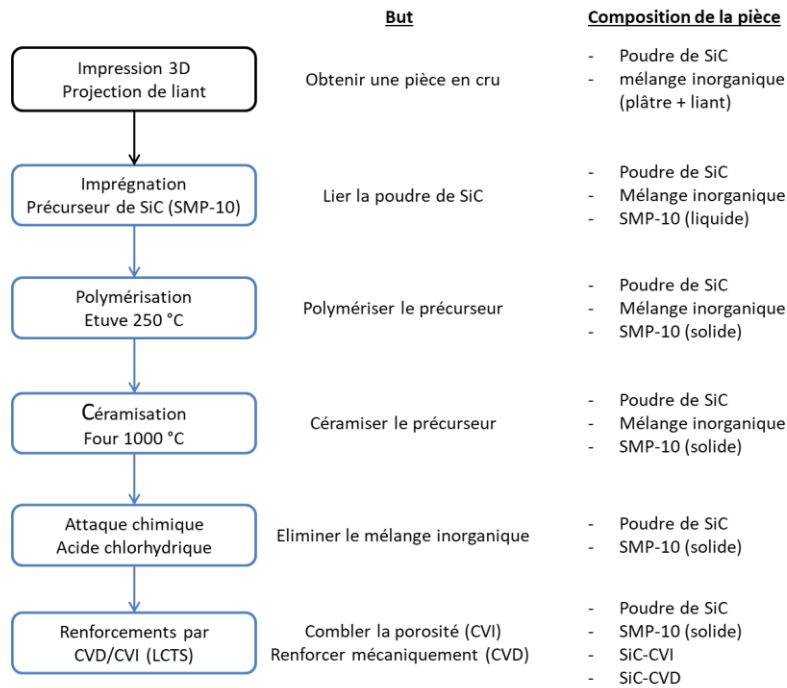 But
Composition de la pièce
Impression 3D
Projection de liant
Obtenir une pièce en cru
- Poudre de SiC
- mélange inorganique
(plâtre + liant)
Imprégnation
Précurseur de SiC (SMP-10)
Lier la poudre de SiC
- Poudre de SiC
- Mélange inorganique
- SMP-10 (liquide)
Polymérisation
Etuve 250 °C
Polymériser le précurseur
- Poudre de SiC
- Mélange inorganique
- SMP-10 (solide)
Céramisation
Four 1000 °C
Céramiser le précurseur
- Poudre de SiC
- Mélange inorganique
- SMP-10 (solide)
Attaque chimique
Acide chlorhydrique
Eliminer le mélange inorganique
- Poudre de SiC
- SMP-10 (solide)
Renforcements par
CVD/CVI (LCTS)
Combler la porosité (CVI)
Renforcer mécaniquement (CVD)
- Poudre de SiC
- SMP-10 (solide)
- SiC-CVI
- SiC-CVD